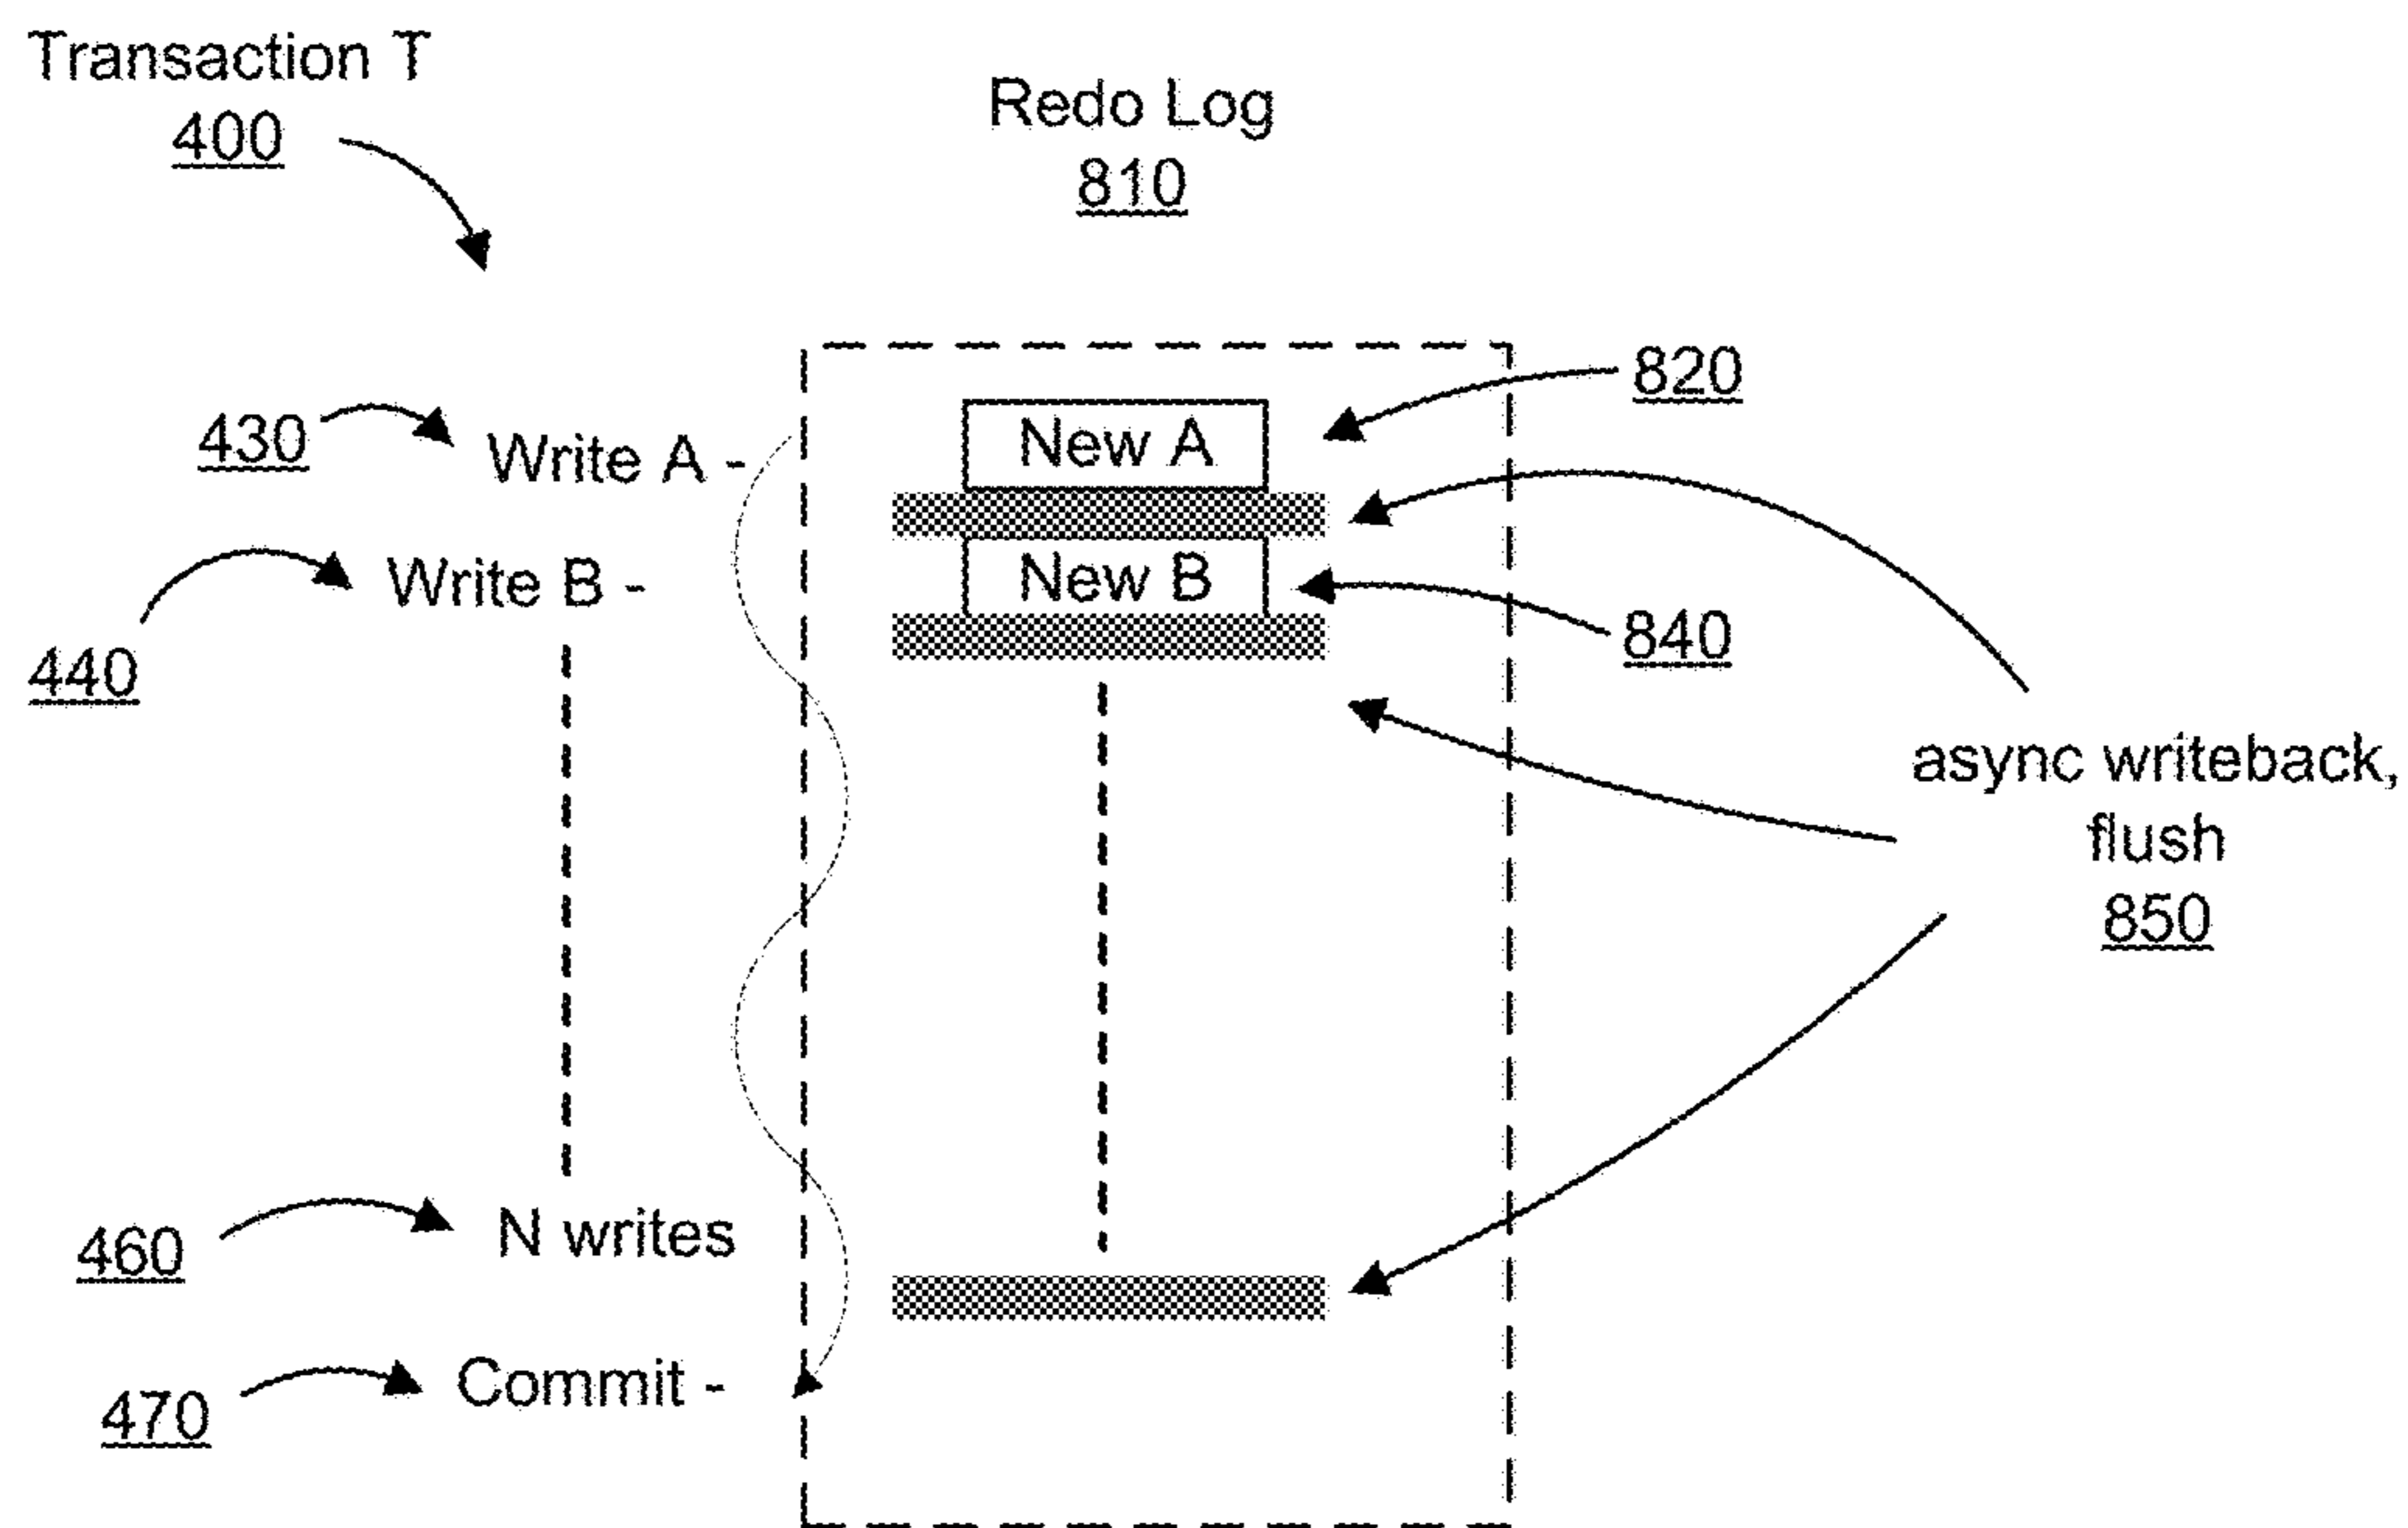 Transaction T
400
Redo Log
810
820
New A
430
Write A -
New B
Write B -
840
440
async writeback,
flush
850
N writes
460
Commit -
470